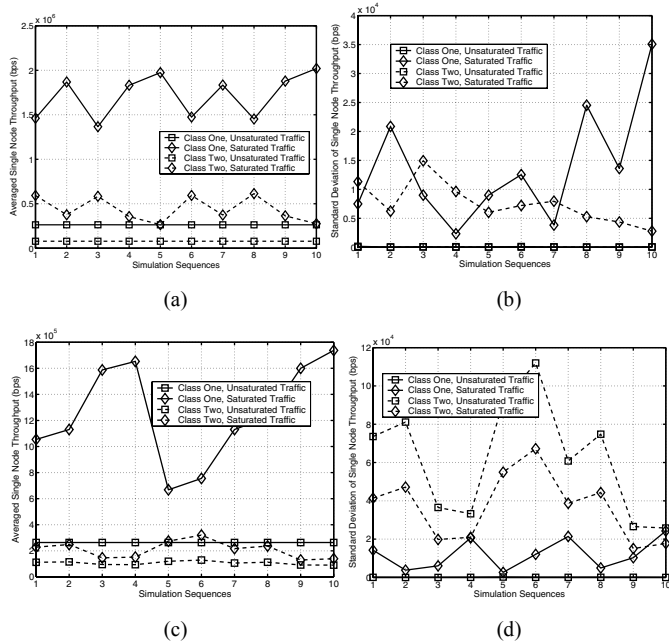 x 10^6
2.5
2
1.5
1
0.5
0
1 2 3 4 5 6 7 8 9 10
Averaged Single Node Throughput (bps)
Simulation Sequences
Class One, Unsaturated Traffic
Class One, Saturated Traffic
Class Two, Unsaturated Traffic
Class Two, Saturated Traffic
(a)
x 10^4
4.0
3.5
3.0
2.5
2.0
1.5
1.0
0.5
0
1 2 3 4 5 6 7 8 9 10
Standard Deviation of Single Node Throughput (bps)
Simulation Sequences
Class One, Unsaturated Traffic
Class One, Saturated Traffic
Class Two, Unsaturated Traffic
Class Two, Saturated Traffic
(b)
x 10^5
18
16
14
12
10
8
6
4
2
0
1 2 3 4 5 6 7 8 9 10
Averaged Single Node Throughput (bps)
Simulation Sequences
Class One, Unsaturated Traffic
Class One, Saturated Traffic
Class Two, Unsaturated Traffic
Class Two, Saturated Traffic
(c)
x 10^4
12
10
8
6
4
2
0
1 2 3 4 5 6 7 8 9 10
Standard Deviation of Single Node Throughput (bps)
Simulation Sequences
Class One, Unsaturated Traffic
Class One, Saturated Traffic
Class Two, Unsaturated Traffic
Class Two, Saturated Traffic
(d)